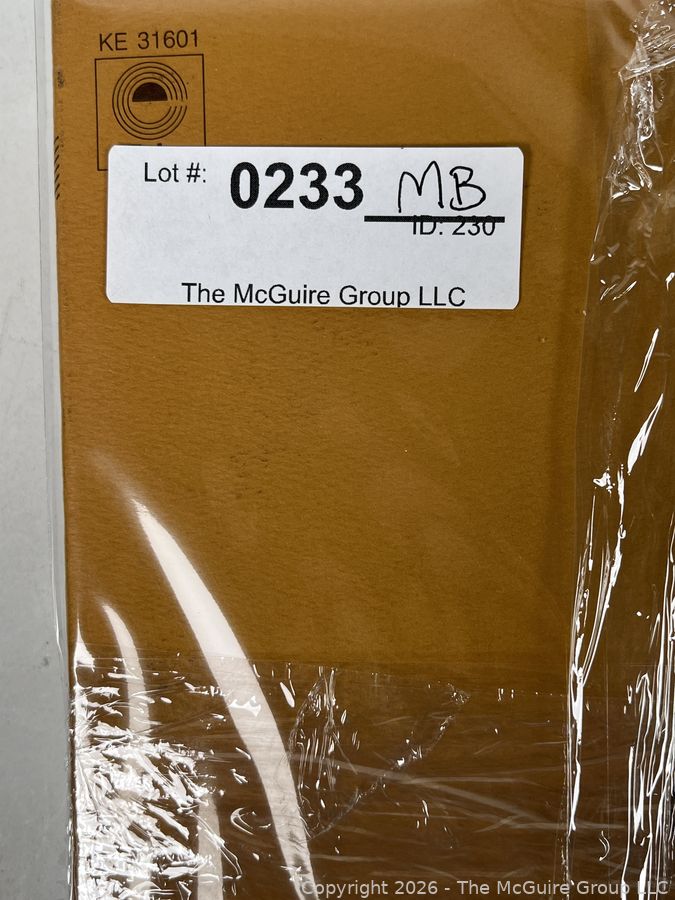 KE 31601
Lot #: 0233 MB
ID: 230
The McGuire Group LLC
Copyright 2026 - The McGuire Group LLC